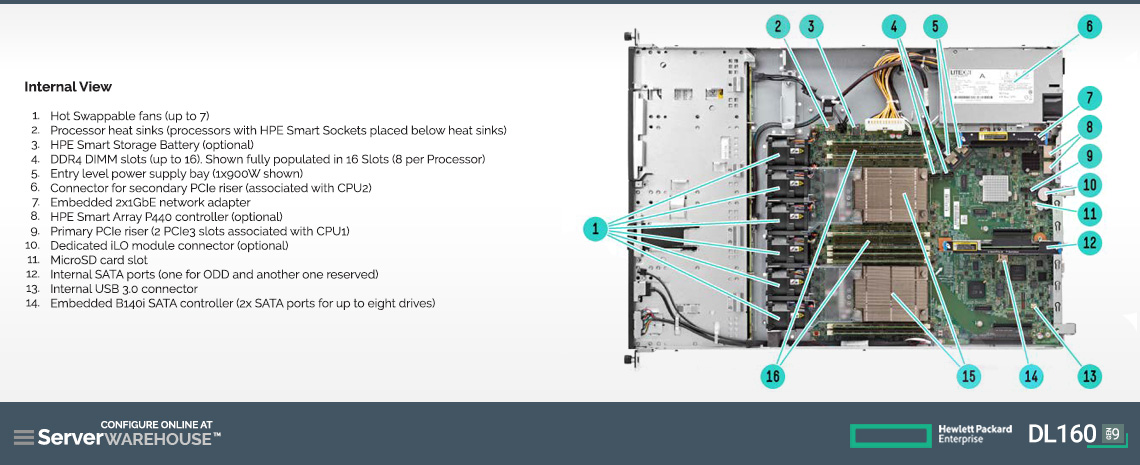 Internal View
1. Hot Swappable fans (up to 7)
2. Processor heat sinks (processors with HPE Smart Sockets placed below heat sinks)
3. HPE Smart Storage Battery (optional)
4. DDR4 DIMM slots (up to 16). Shown fully populated in 16 Slots (8 per Processor)
5. Entry level power supply bay (1x900W shown)
6. Connector for secondary PCIe riser (associated with CPU2)
7. Embedded 2x1GbE network adapter
8. HPE Smart Array P440 controller (optional)
9. Primary PCIe riser (2 PCIe3 slots associated with CPU1)
10. Dedicated iLO module connector (optional)
11. MicroSD card slot
12. Internal SATA ports (one for ODD and another one reserved)
13. Internal USB 3.0 connector
14. Embedded B140i SATA controller (2x SATA ports for up to eight drives)
2 3 4 5 6
LITEON
7
8
9
10
11
1 12
16 15 14 13
CONFIGURE ONLINE AT
ServerWAREHOUSE™
Hewlett Packard
Enterprise
DL160 GEN9